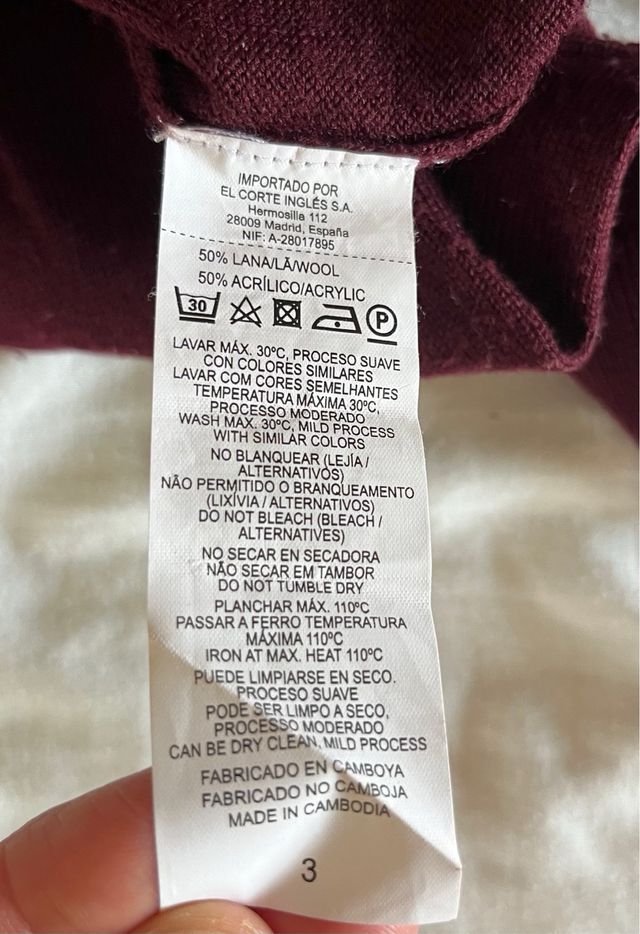 IMPORTADO POR
EL CORTE INGLÉS S.A.
Hermosilla 112
28009 Madrid, España
NIF: A-28017895
50% LANA/LÃ/WOOL
50% ACRÍLICO/ACRYLIC
30 P
LAVAR MÁX. 30ºC, PROCESO SUAVE
CON COLORES SIMILARES
LAVAR COM CORES SEMELHANTES
TEMPERATURA MÁXIMA 30ºC,
PROCESSO MODERADO
WASH MAX. 30ºC, MILD PROCESS
WITH SIMILAR COLORS
NO BLANQUEAR (LEJÍA /
ALTERNATIVOS)
NÃO PERMITIDO O BRANQUEAMENTO
(LIXÍVIA / ALTERNATIVOS)
DO NOT BLEACH (BLEACH /
ALTERNATIVES)
NO SECAR EN SECADORA
NÃO SECAR EM TAMBOR
DO NOT TUMBLE DRY
PLANCHAR MÁX. 110ºC
PASSAR A FERRO TEMPERATURA
MÁXIMA 110ºC
IRON AT MAX. HEAT 110ºC
PUEDE LIMPIARSE EN SECO.
PROCESO SUAVE
PODE SER LIMPO A SECO,
PROCESSO MODERADO
CAN BE DRY CLEAN, MILD PROCESS
FABRICADO EN CAMBOYA
FABRICADO NO CAMBOJA
MADE IN CAMBODIA
3